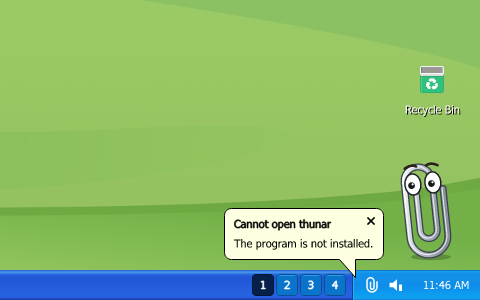 Recycle Bin
Cannot open thunar
The program is not installed.
1 2 3 4
11:46 AM